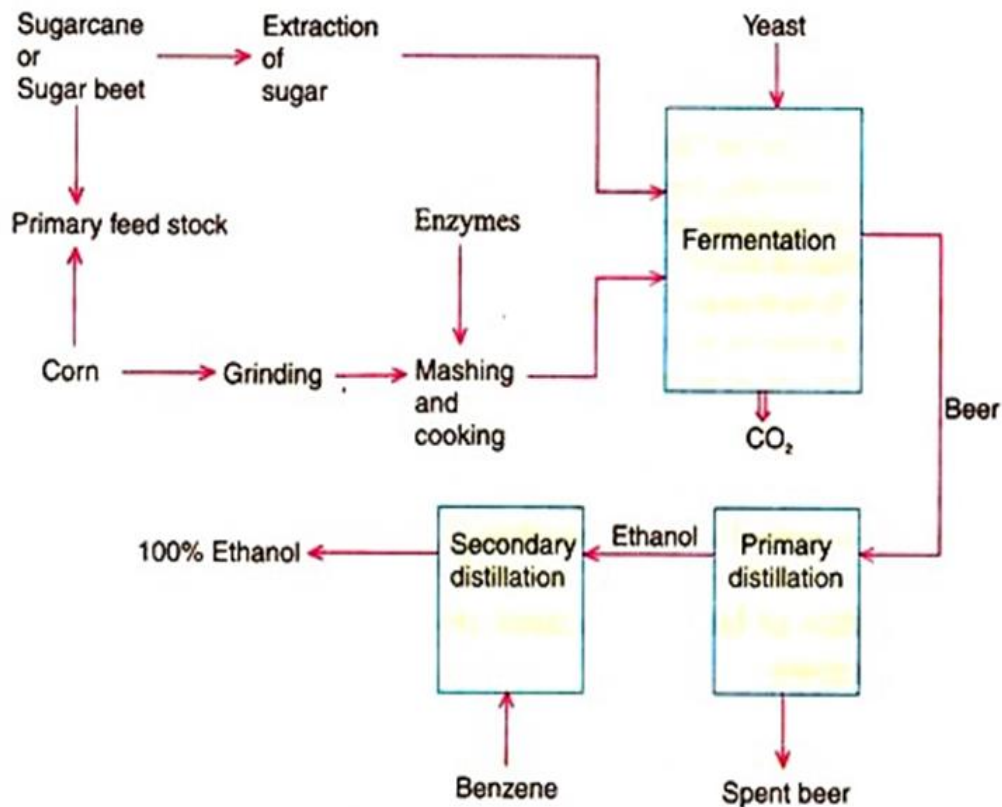 Sugarcane
or
Sugar beet
Extraction
of
sugar
Yeast
Primary feed stock
Enzymes
Fermentation
Corn
Grinding
Mashing
and
cooking
CO₂
Beer
100% Ethanol
Secondary
distillation
Ethanol
Primary
distillation
Benzene
Spent beer